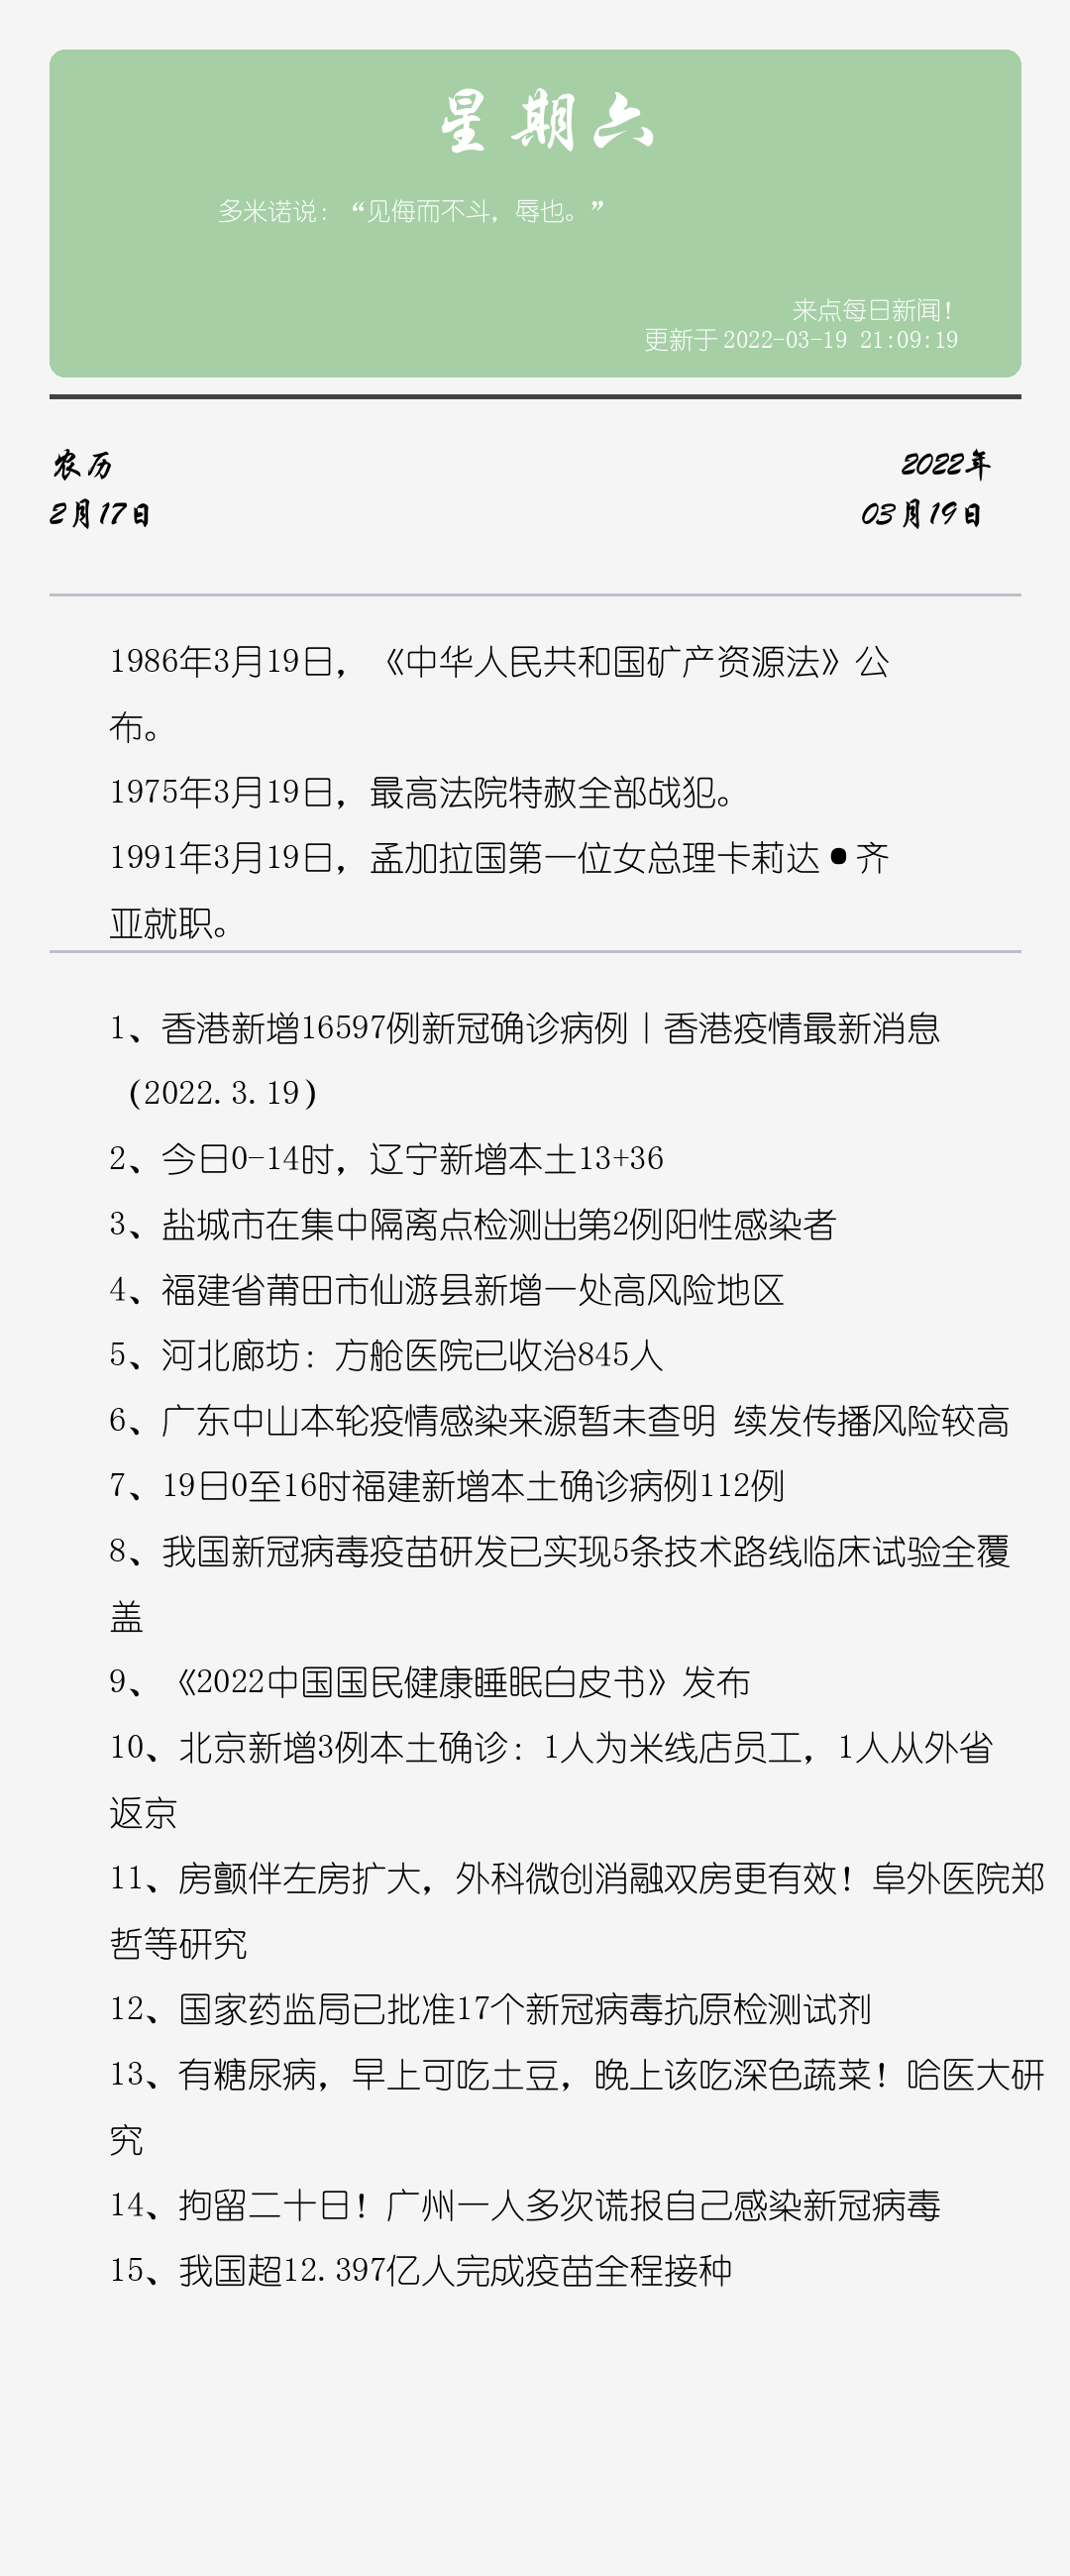 星期六
多米诺说：“见侮而不斗，辱也。”
来点每日新闻！
更新于 2022-03-19 21:09:19
农历
2022年
2月17日
03月19日
1986年3月19日，《中华人民共和国矿产资源法》公
布。
1975年3月19日，最高法院特赦全部战犯。
1991年3月19日，孟加拉国第一位女总理卡莉达•齐
亚就职。
1、香港新增16597例新冠确诊病例丨香港疫情最新消息
（2022.3.19）
2、今日0-14时，辽宁新增本土13+36
3、盐城市在集中隔离点检测出第2例阳性感染者
4、福建省莆田市仙游县新增一处高风险地区
5、河北廊坊：方舱医院已收治845人
6、广东中山本轮疫情感染来源暂未查明 续发传播风险较高
7、19日0至16时福建新增本土确诊病例112例
8、我国新冠病毒疫苗研发已实现5条技术路线临床试验全覆
盖
9、《2022中国国民健康睡眠白皮书》发布
10、北京新增3例本土确诊：1人为米线店员工，1人从外省
返京
11、房颤伴左房扩大，外科微创消融双房更有效！阜外医院郑
哲等研究
12、国家药监局已批准17个新冠病毒抗原检测试剂
13、有糖尿病，早上可吃土豆，晚上该吃深色蔬菜！哈医大研
究
14、拘留二十日！广州一人多次谎报自己感染新冠病毒
15、我国超12.397亿人完成疫苗全程接种